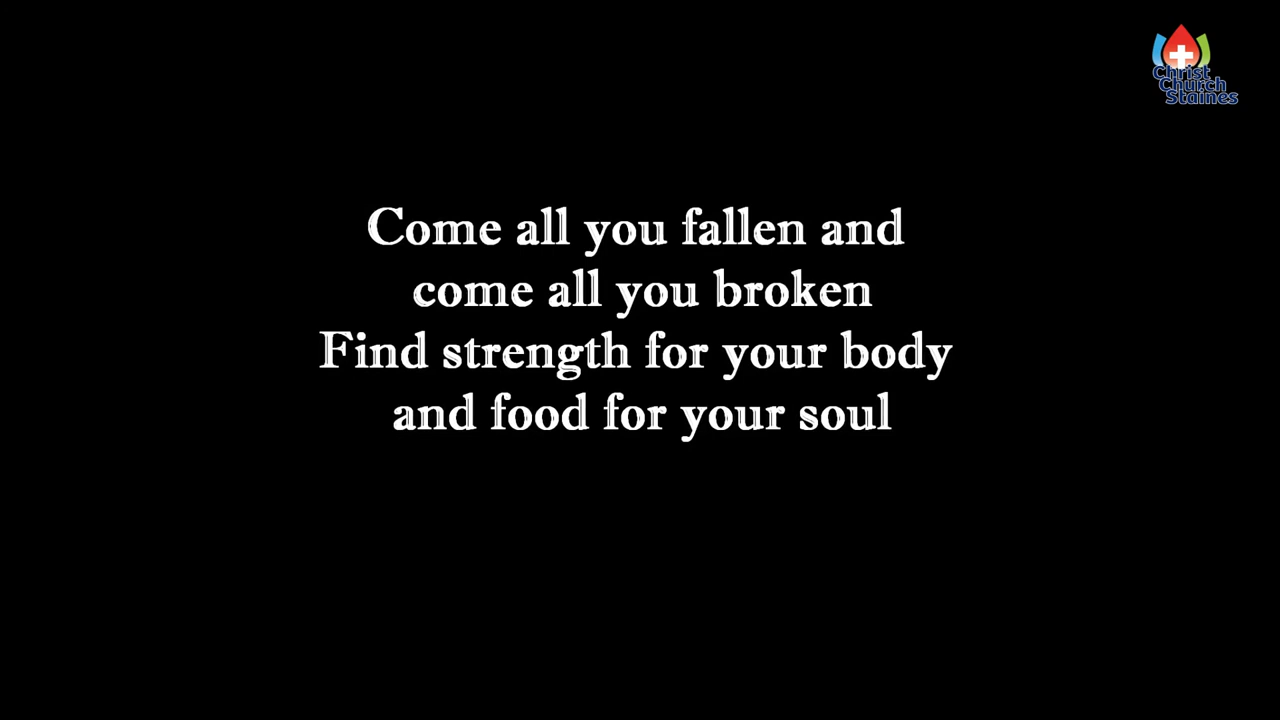 Christ
Church
Staines
Come all you fallen and
come all you broken
Find strength for your body
and food for your soul